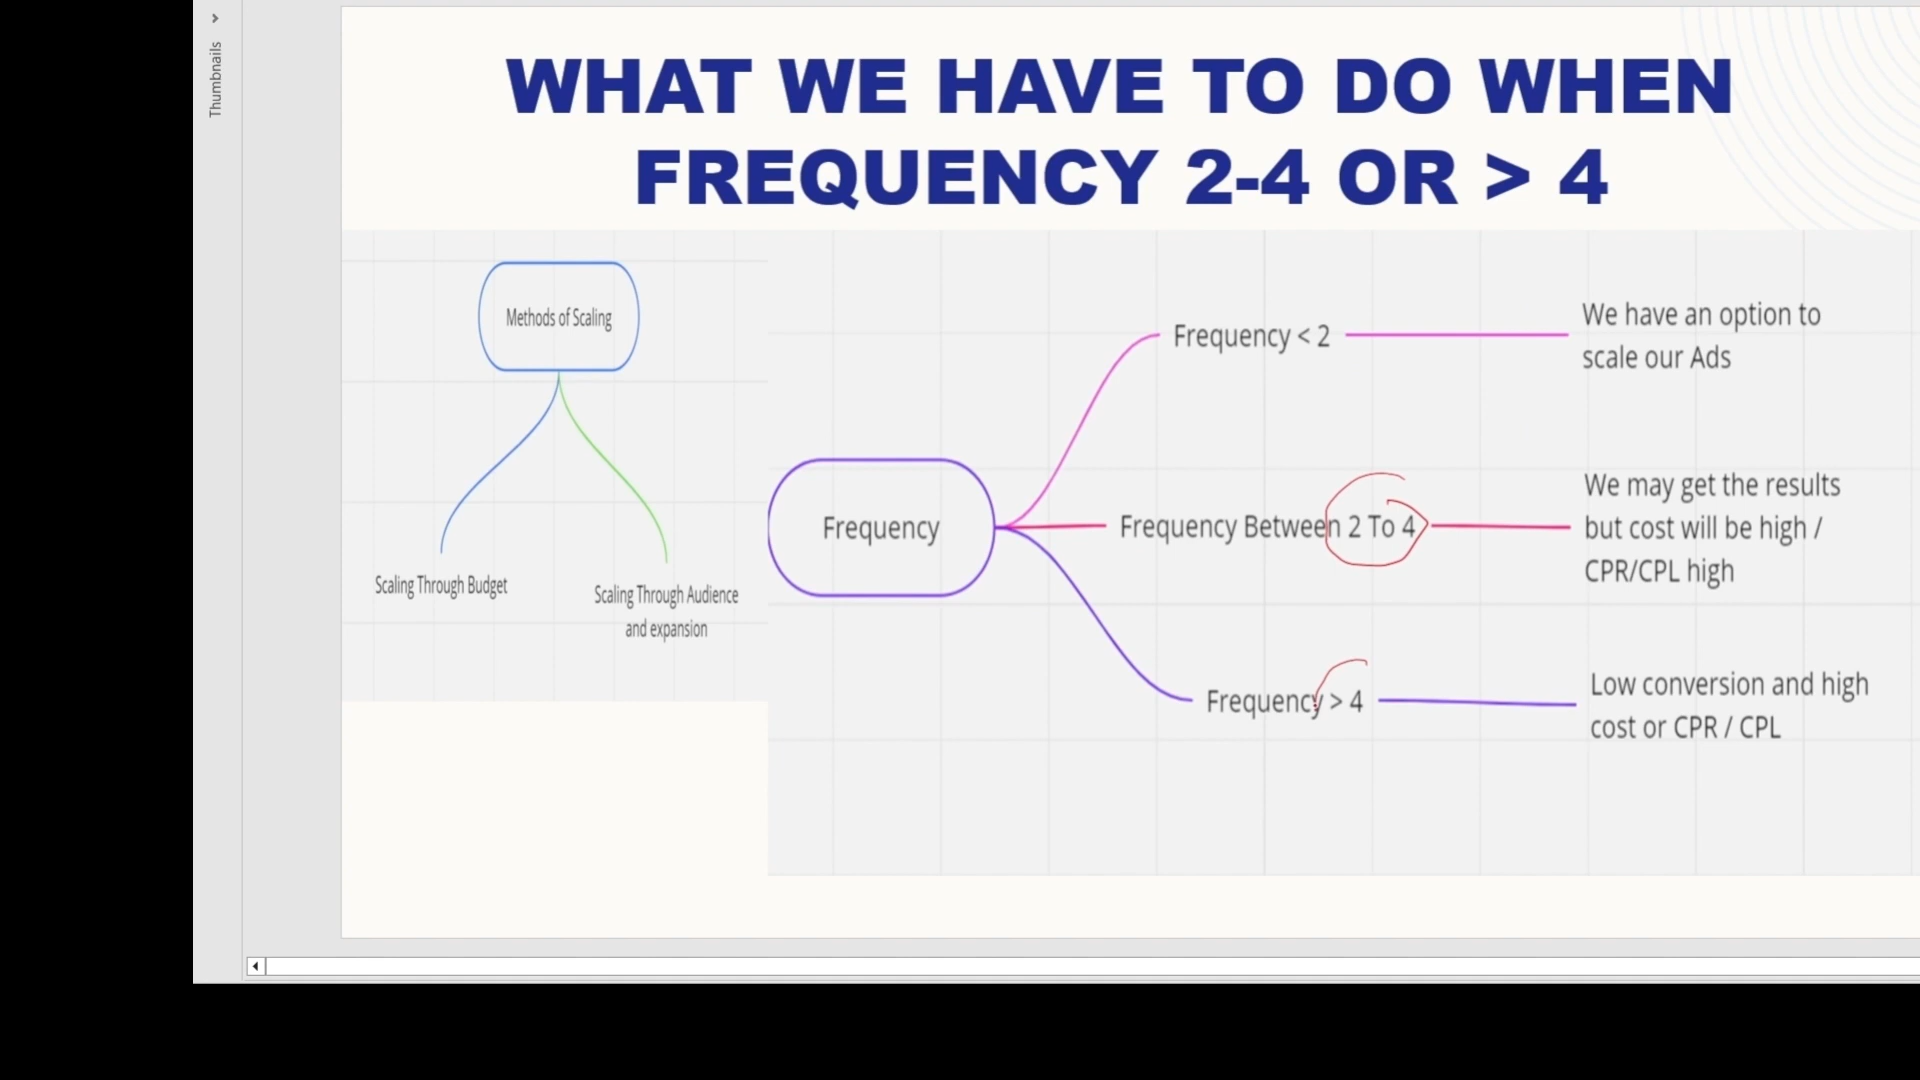 Thumbnails
WHAT WE HAVE TO DO WHEN
FREQUENCY 2-4 OR > 4
Methods of Scaling
Scaling Through Budget
Scaling Through Audience
and expansion
Frequency
Frequency < 2
We have an option to
scale our Ads
Frequency Between 2 To 4
We may get the results
but cost will be high /
CPR/CPL high
Frequency > 4
Low conversion and high
cost or CPR / CPL